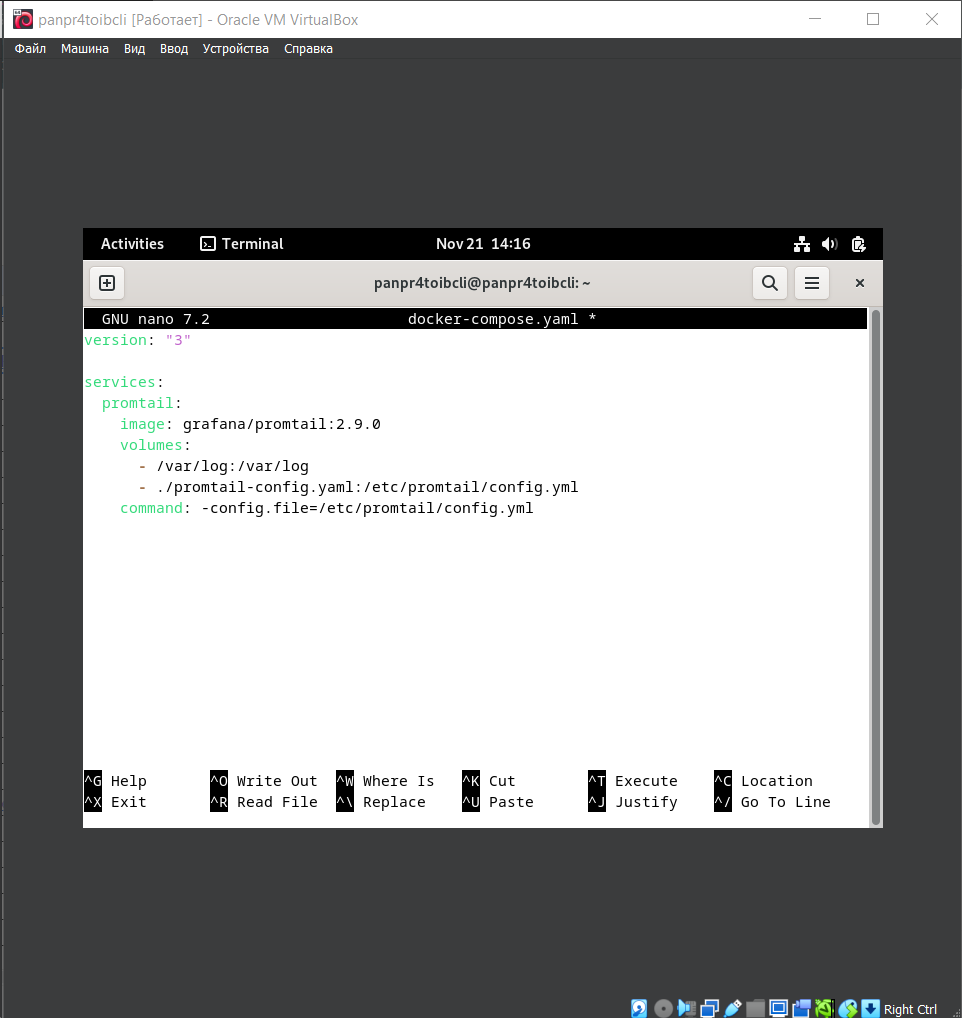 panpr4toibcli [Работает] - Oracle VM VirtualBox
Файл Машина Вид Ввод Устройства Справка
Activities Terminal Nov 21 14:16
panpr4toibcli@panpr4toibcli: ~
GNU nano 7.2 docker-compose.yaml *
version: "3"
services:
  promtail:
    image: grafana/promtail:2.9.0
    volumes:
      - /var/log:/var/log
      - ./promtail-config.yaml:/etc/promtail/config.yml
    command: -config.file=/etc/promtail/config.yml
^G Help ^O Write Out ^W Where Is ^K Cut ^T Execute ^C Location
^X Exit ^R Read File ^\ Replace ^U Paste ^J Justify ^/ Go To Line
Right Ctrl